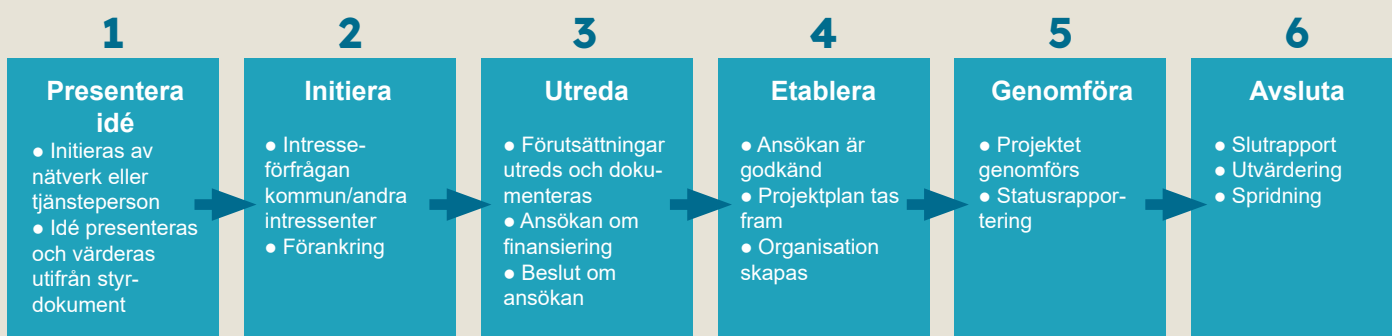 1
Presentera
idé
● Initieras av
nätverk eller
tjänsteperson
● Idé presenteras
och värderas
utifrån styr-
dokument
2
Initiera
● Intresse-
förfrågan
kommun/andra
intressenter
● Förankring
3
Utreda
● Förutsättningar
utreds och doku-
menteras
● Ansökan om
finansiering
● Beslut om
ansökan
4
Etablera
● Ansökan är
godkänd
● Projektplan tas
fram
● Organisation
skapas
5
Genomföra
● Projektet
genomförs
● Statusrappor-
tering
6
Avsluta
● Slutrapport
● Utvärdering
● Spridning